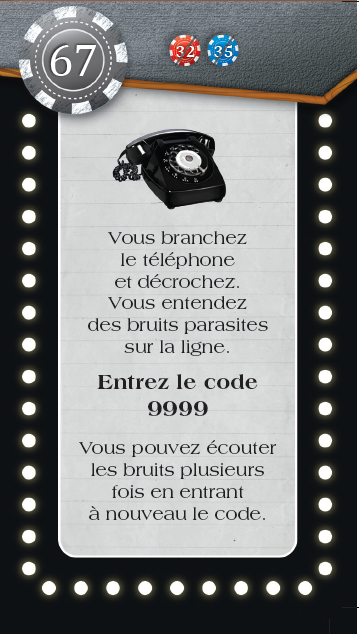 67
32 35
Vous branchez
le téléphone
et décrochez.
Vous entendez
des bruits parasites
sur la ligne.
Entrez le code
9999
Vous pouvez écouter
les bruits plusieurs
fois en entrant
à nouveau le code.